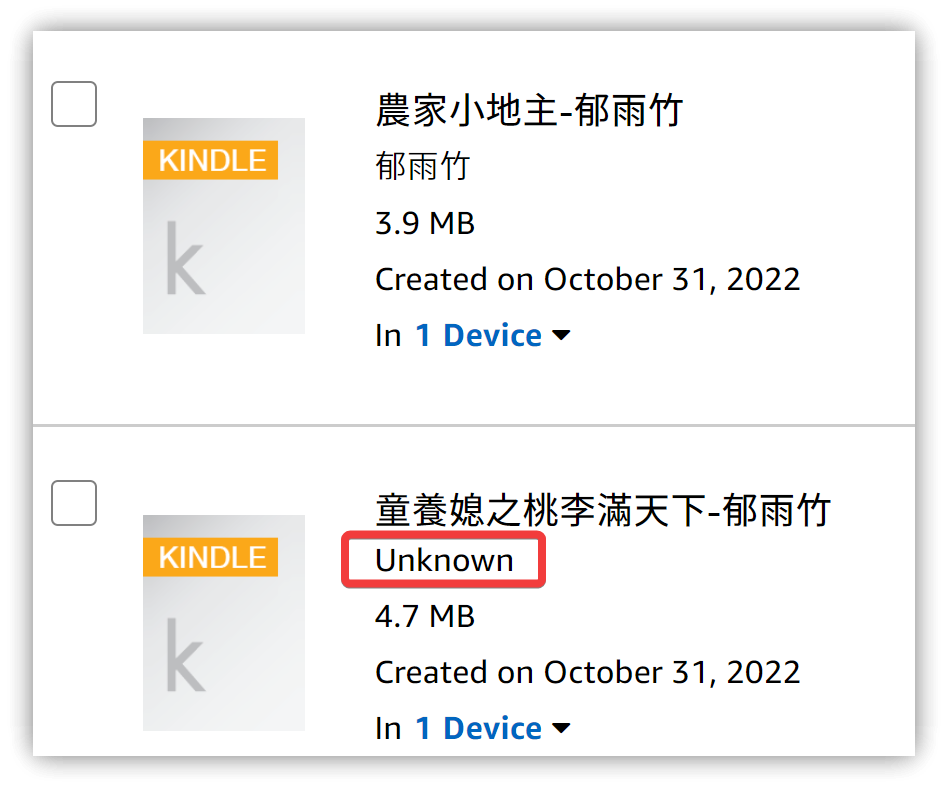 農家小地主-郁雨竹
KINDLE
郁雨竹
k
3.9 MB
Created on October 31, 2022
In 1 Device
童養媳之桃李滿天下-郁雨竹
KINDLE
Unknown
k
4.7 MB
Created on October 31, 2022
In 1 Device